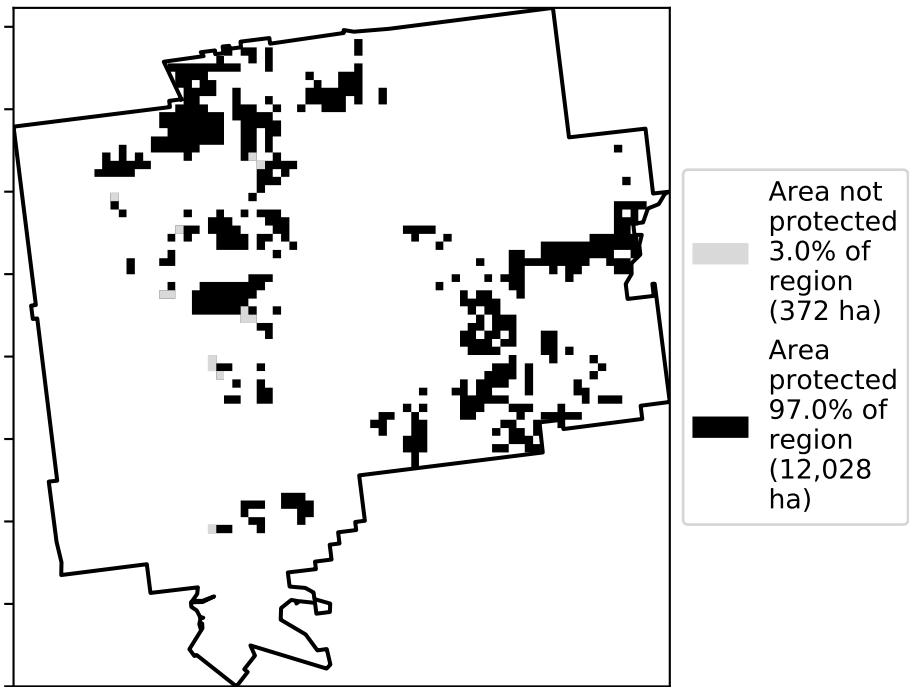 Area not
protected
3.0% of
region
(372 ha)
Area
protected
97.0% of
region
(12,028
ha)